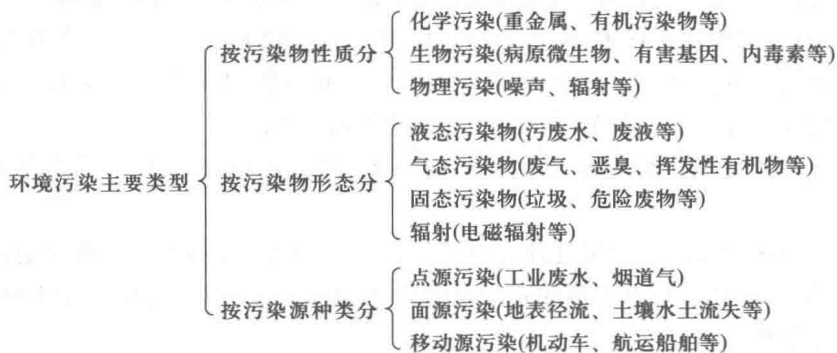 环境污染主要类型
按污染物性质分
化学污染(重金属、有机污染物等)
生物污染(病原微生物、有害基因、内毒素等)
物理污染(噪声、辐射等)
按污染物形态分
液态污染物(污废水、废液等)
气态污染物(废气、恶臭、挥发性有机物等)
固态污染物(垃圾、危险废物等)
辐射(电磁辐射等)
按污染源种类分
点源污染(工业废水、烟道气)
面源污染(地表径流、土壤水土流失等)
移动源污染(机动车、航运船舶等)